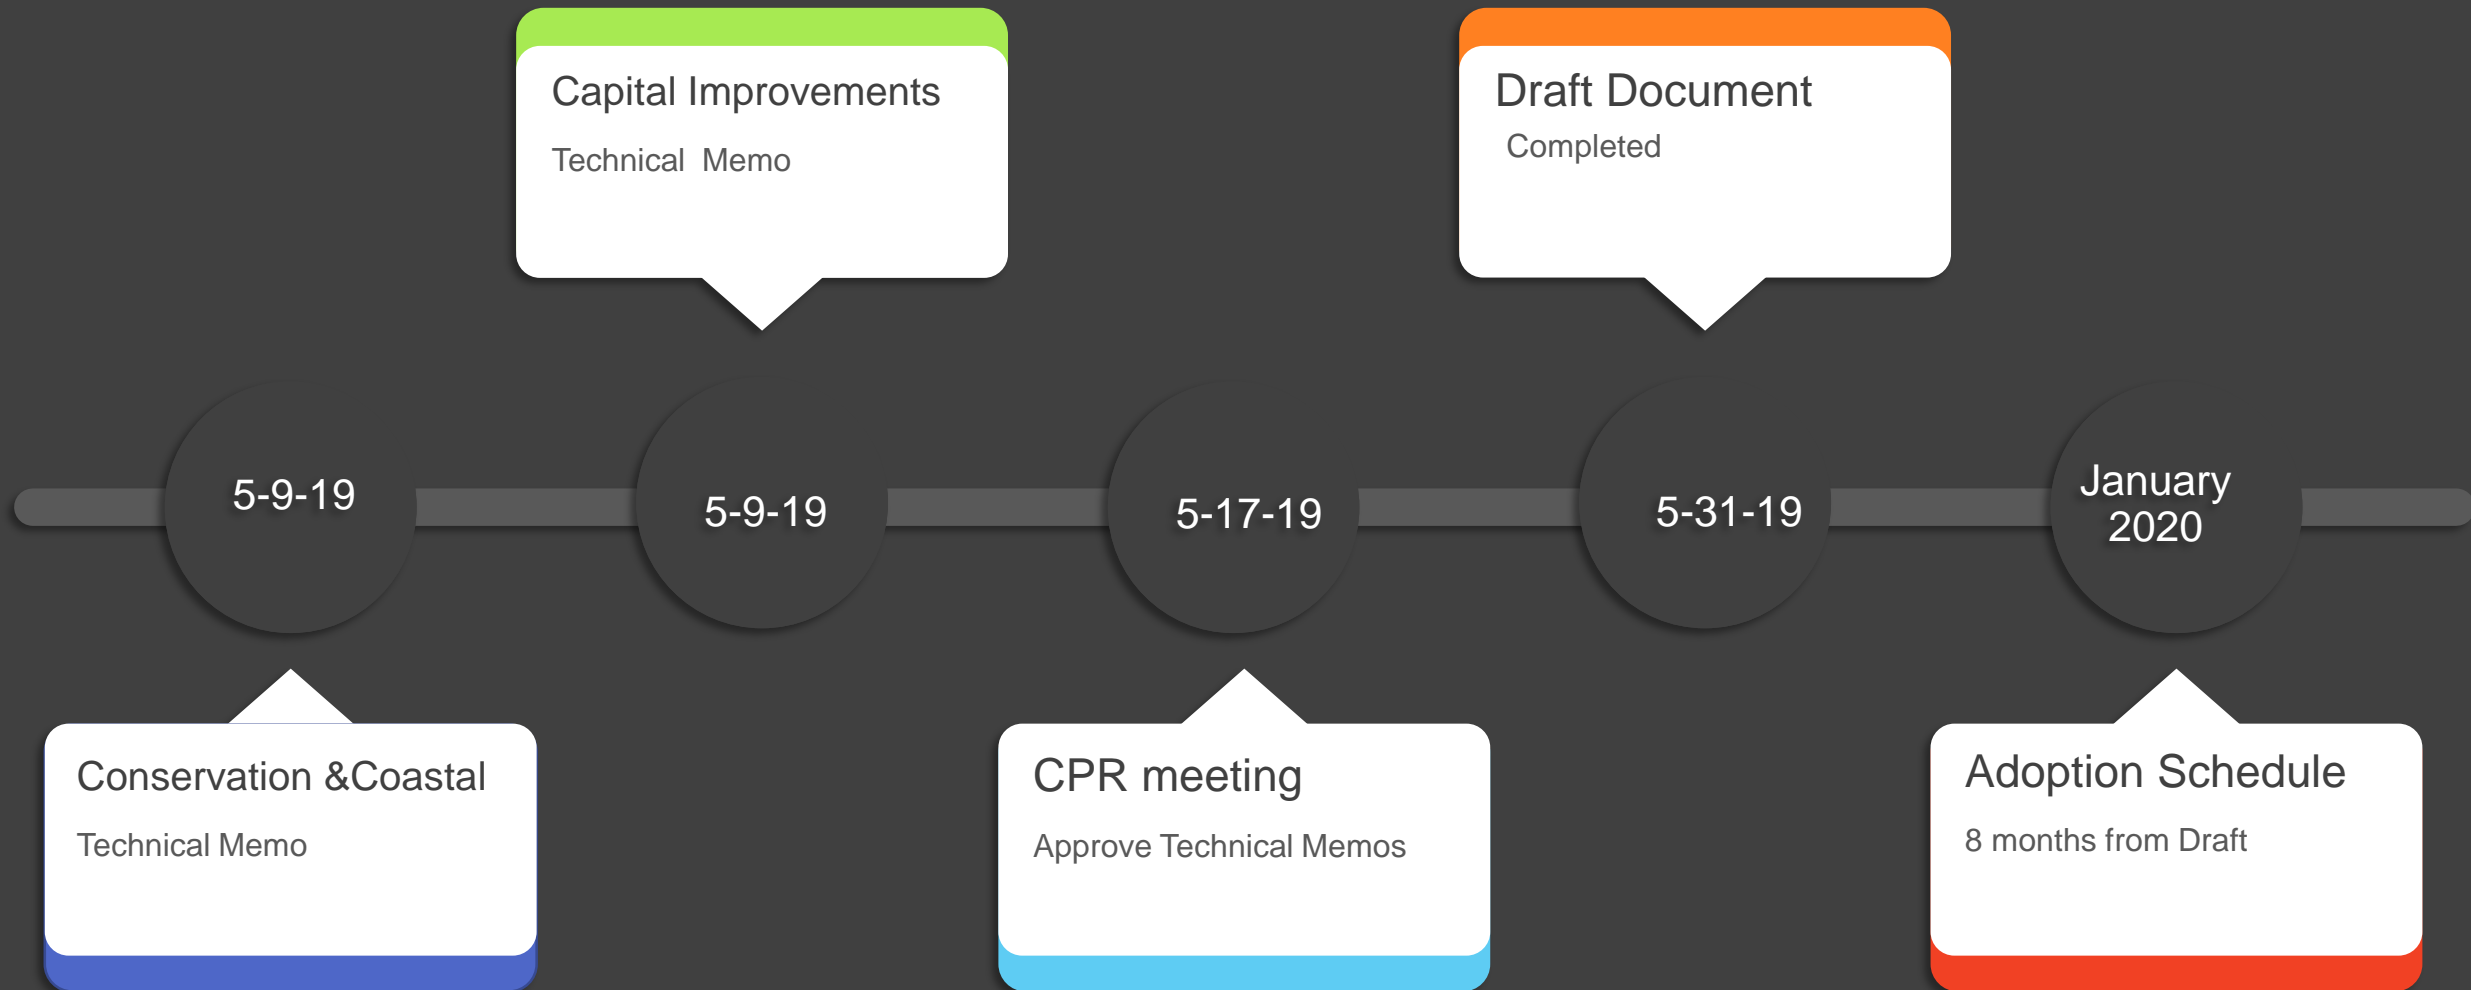 Capital Improvements
Technical  Memo
Draft Document
Completed
5-9-19
5-9-19
5-17-19
5-31-19
January
2020
Conservation &Coastal
Technical Memo
CPR meeting
Approve Technical Memos
Adoption Schedule
8 months from Draft